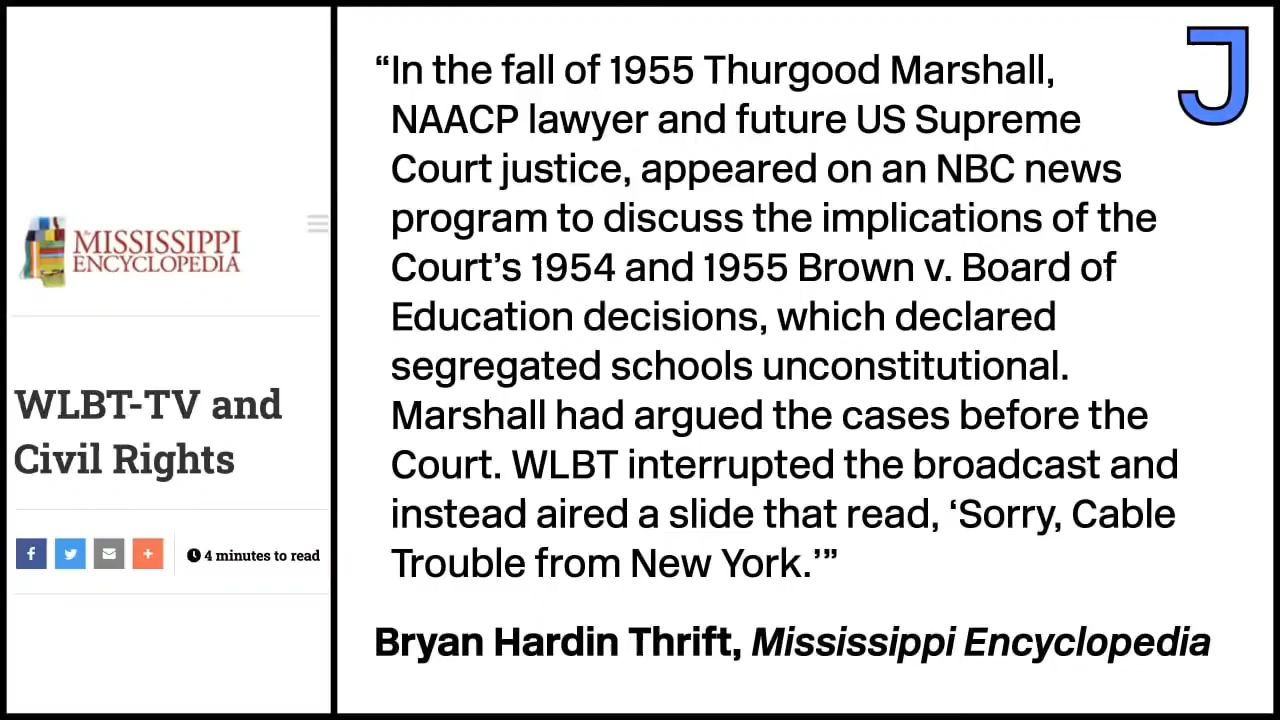 MISSISSIPPI
ENCYCLOPEDIA
WLBT-TV and
Civil Rights
4 minutes to read
J
“In the fall of 1955 Thurgood Marshall,
NAACP lawyer and future US Supreme
Court justice, appeared on an NBC news
program to discuss the implications of the
Court’s 1954 and 1955 Brown v. Board of
Education decisions, which declared
segregated schools unconstitutional.
Marshall had argued the cases before the
Court. WLBT interrupted the broadcast and
instead aired a slide that read, ‘Sorry, Cable
Trouble from New York.’”
Bryan Hardin Thrift, Mississippi Encyclopedia